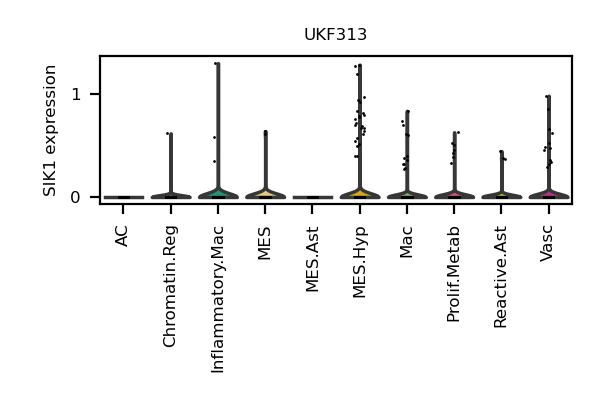 UKF313
SIK1 expression
1
0
AC
Chromatin.Reg
Inflammatory.Mac
MES
MES.Ast
MES.Hyp
Mac
Prolif.Metab
Reactive.Ast
Vasc